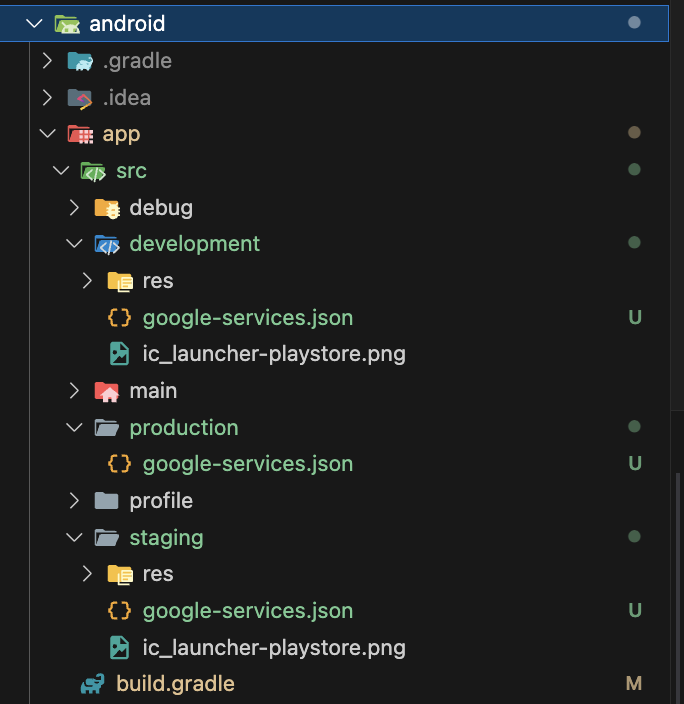 android
.gradle
.idea
app
src
debug
development
res
google-services.json U
ic_launcher-playstore.png
main
production
google-services.json U
profile
staging
res
google-services.json U
ic_launcher-playstore.png
build.gradle M